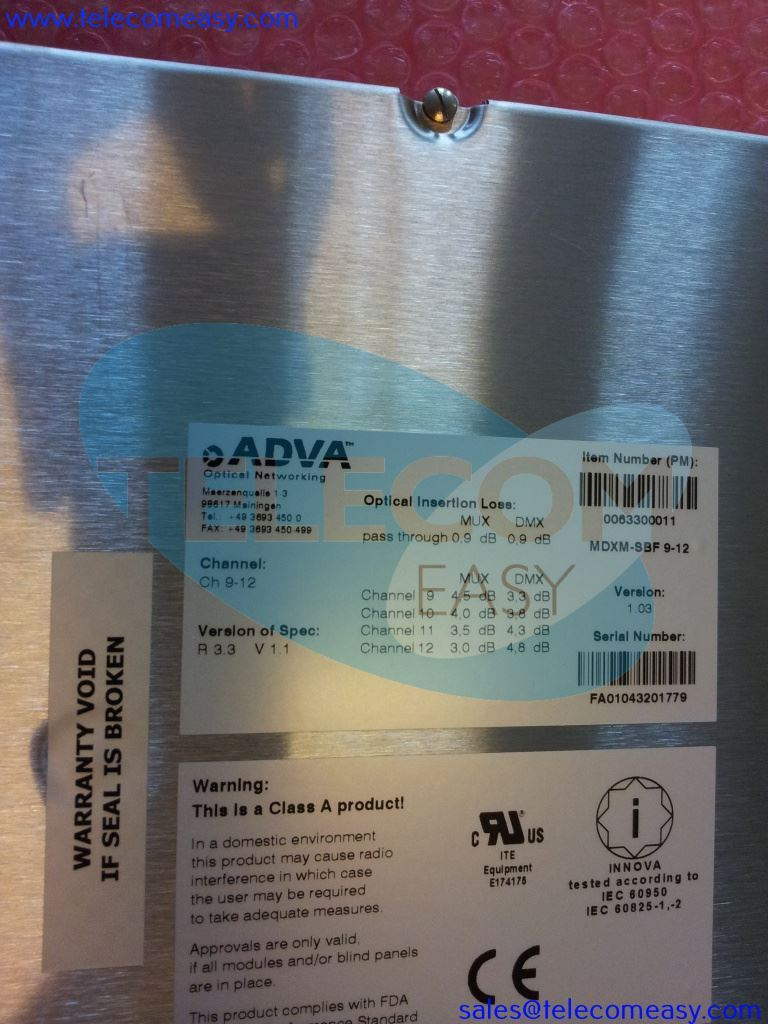 www.telecomeasy.com
ADVA™
Optical Networking
Maerzenquelle 1 3
98617 Meiningen
Tel.: +49 3693 450 0
FAX: +49 3693 450 499
Channel:
Ch 9-12
Version of Spec:
R 3.3 V 1.1
Optical Insertion Loss:
MUX DMX
pass through 0,9 dB 0,9 dB
MUX DMX
Channel 9 4,5 dB 3,3 dB
Channel 10 4,0 dB 3,8 dB
Channel 11 3,5 dB 4,3 dB
Channel 12 3,0 dB 4,8 dB
Item Number (PM):
0063300011
MDXM-SBF 9-12
Version:
1.03
Serial Number:
FA01043201779
TELECOM
EASY
WARRANTY VOID
IF SEAL IS BROKEN
Warning:
This is a Class A product!
In a domestic environment
this product may cause radio
interference in which case
the user may be required
to take adequate measures.
Approvals are only valid,
if all modules and/or blind panels
are in place.
This product complies with FDA
Standard
c RU US
ITE
Equipment
E174175
i
INNOVA
tested according to
IEC 60950
IEC 60825-1,-2
CE
sales@telecomeasy.com